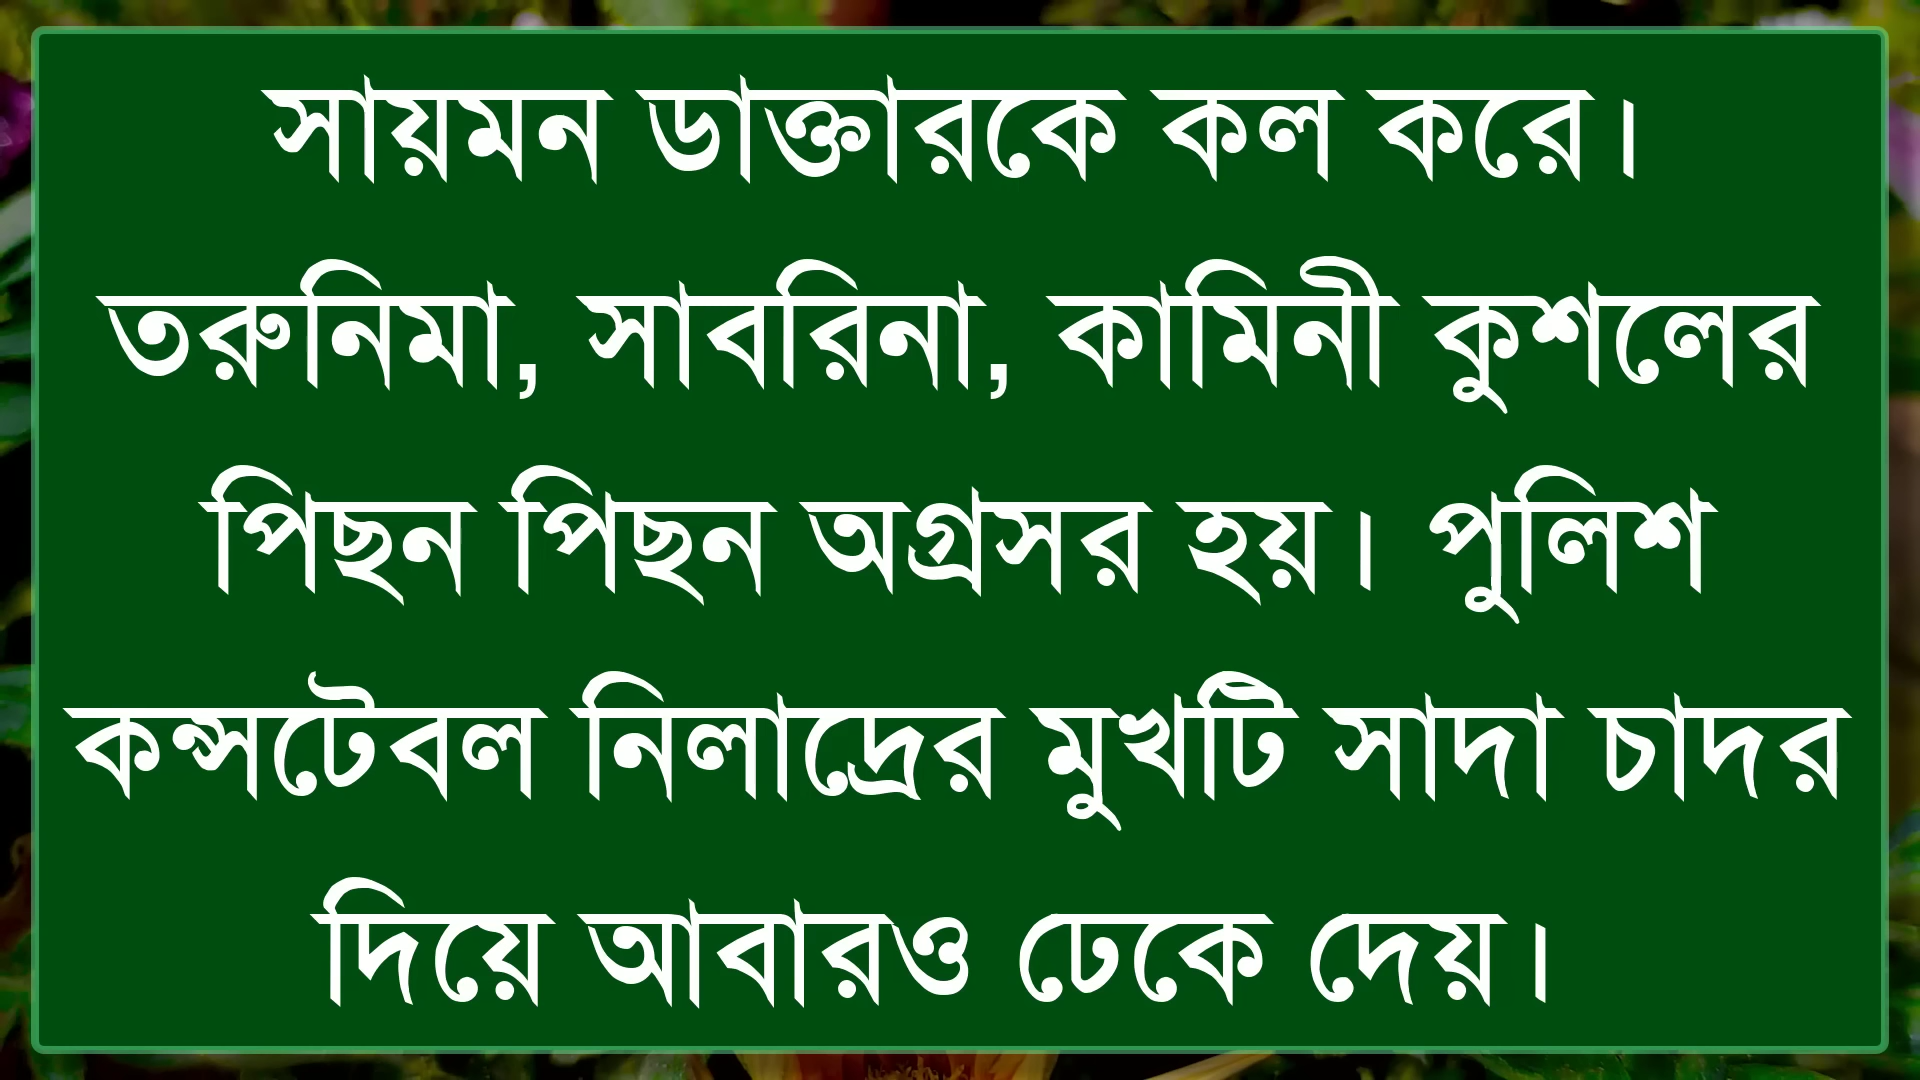 সায়মন ডাক্তারকে কল করে।
তরুনিমা, সাবরিনা, কামিনী কুশলের
পিছন পিছন অগ্রসর হয়। পুলিশ
কন্সটেবল নিলাদ্রের মুখটি সাদা চাদর
দিয়ে আবারও ঢেকে দেয়।